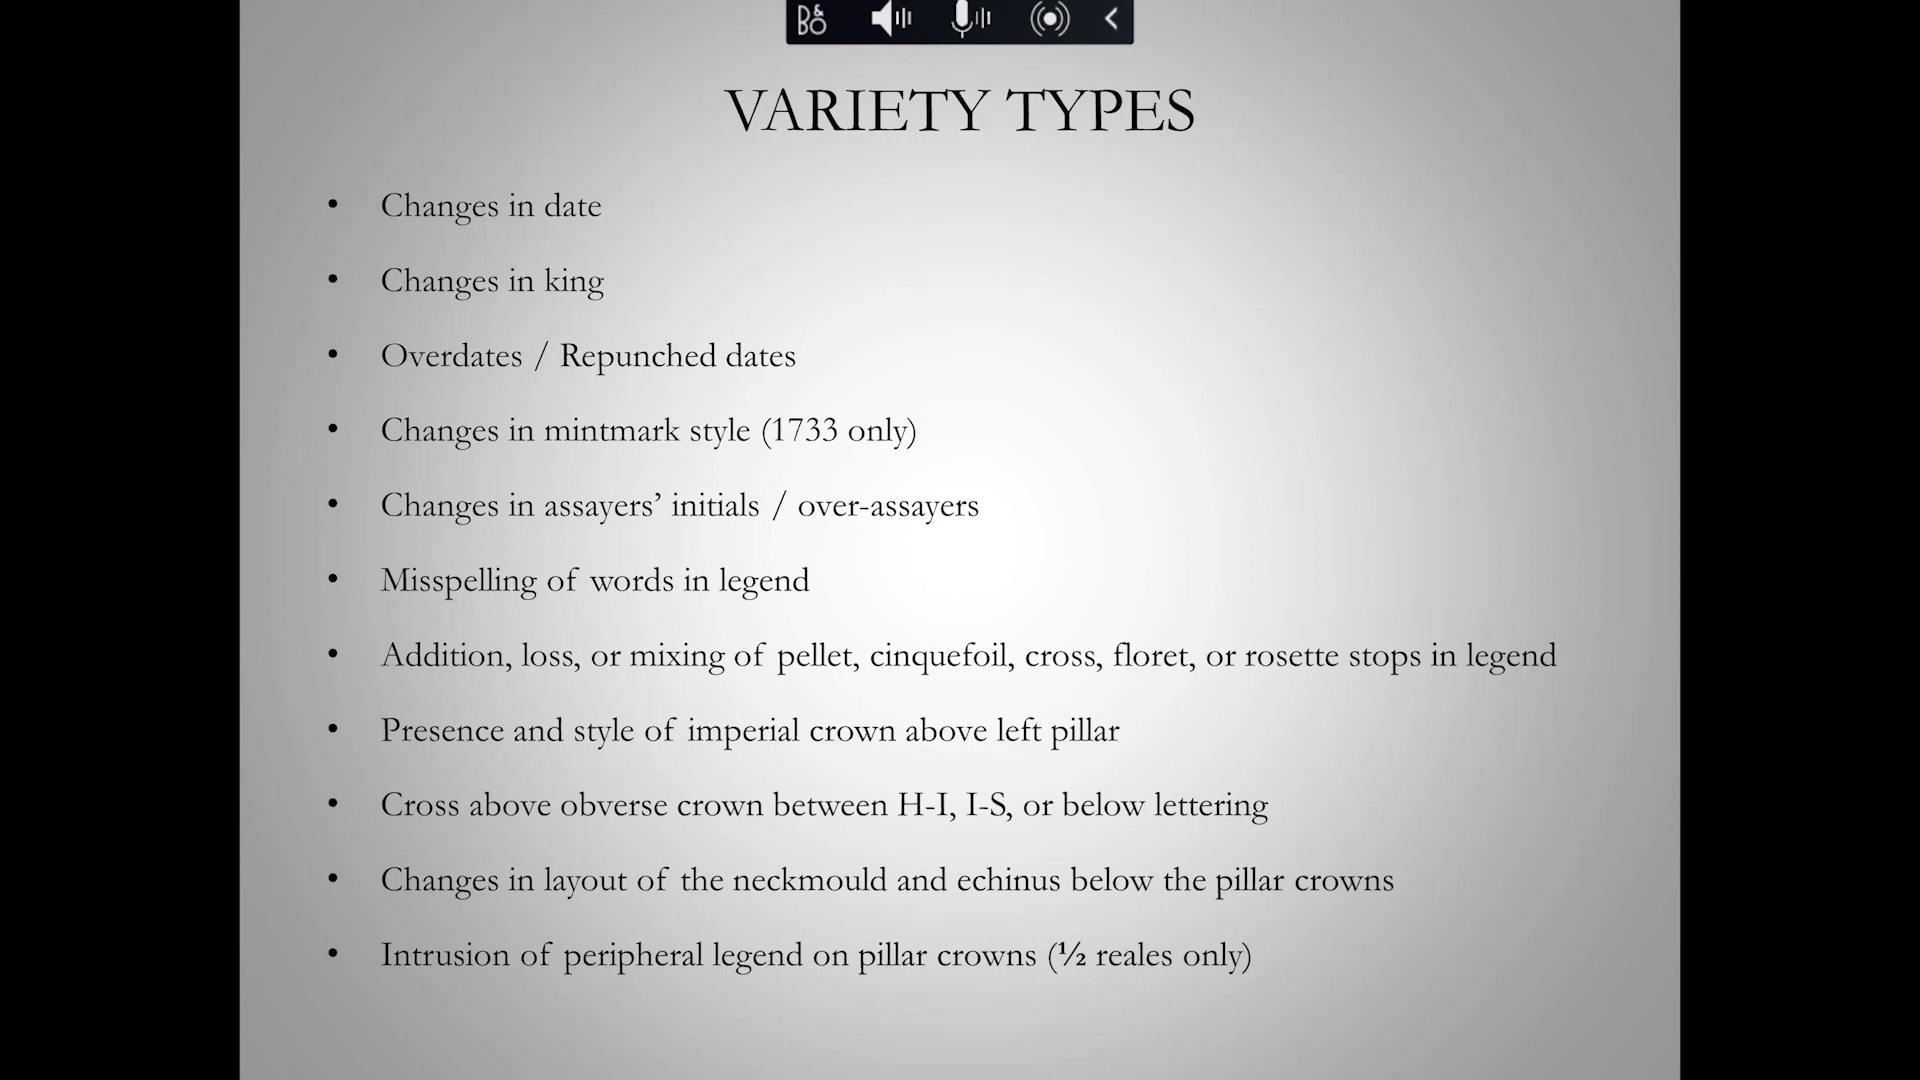 B&O
VARIETY TYPES
• Changes in date
• Changes in king
• Overdates / Repunched dates
• Changes in mintmark style (1733 only)
• Changes in assayers’ initials / over-assayers
• Misspelling of words in legend
• Addition, loss, or mixing of pellet, cinquefoil, cross, floret, or rosette stops in legend
• Presence and style of imperial crown above left pillar
• Cross above obverse crown between H-I, I-S, or below lettering
• Changes in layout of the neckmould and echinus below the pillar crowns
• Intrusion of peripheral legend on pillar crowns (½ reales only)